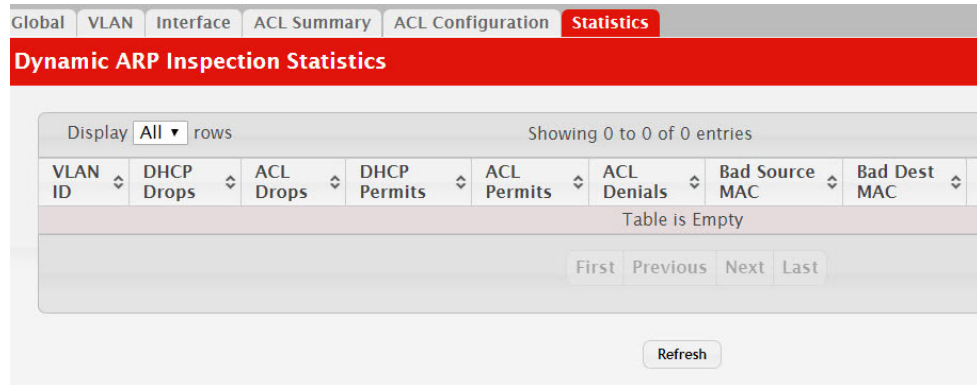 Global VLAN Interface ACL Summary ACL Configuration Statistics
Dynamic ARP Inspection Statistics
Display All rows Showing 0 to 0 of 0 entries
VLAN ID DHCP Drops ACL Drops DHCP Permits ACL Permits ACL Denials Bad Source MAC Bad Dest MAC
Table is Empty
First Previous Next Last
Refresh